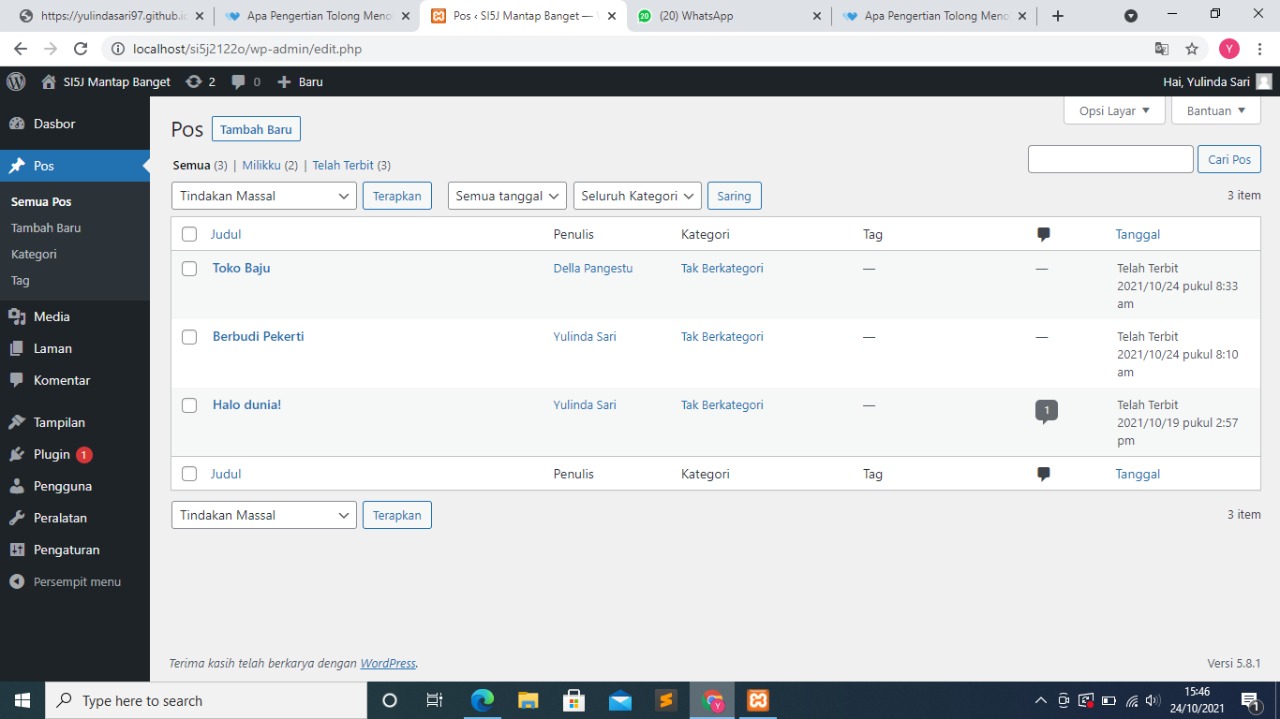 https://yulindasari97.github.io
Apa Pengertian Tolong Meno
Pos ‹ SI5J Mantap Banget —
(20) WhatsApp
Apa Pengertian Tolong Meno
localhost/si5j2122o/wp-admin/edit.php
Y
SI5J Mantap Banget
2
0
Baru
Hai, Yulinda Sari
Dasbor
Pos
Semua Pos
Tambah Baru
Kategori
Tag
Media
Laman
Komentar
Tampilan
Plugin 1
Pengguna
Peralatan
Pengaturan
Persempit menu
Opsi Layar
Bantuan
Pos
Tambah Baru
Semua (3) | Milikku (2) | Telah Terbit (3)
Cari Pos
Tindakan Massal
Terapkan
Semua tanggal
Seluruh Kategori
Saring
3 item
Judul Penulis Kategori Tag Tanggal
Toko Baju Della Pangestu Tak Berkategori — — Telah Terbit
2021/10/24 pukul 8:33
am
Berbudi Pekerti Yulinda Sari Tak Berkategori — — Telah Terbit
2021/10/24 pukul 8:10
am
Halo dunia! Yulinda Sari Tak Berkategori — 1 Telah Terbit
2021/10/19 pukul 2:57
pm
Judul Penulis Kategori Tag Tanggal
Tindakan Massal
Terapkan
3 item
Terima kasih telah berkarya dengan WordPress.
Versi 5.8.1
Type here to search
15:46
24/10/2021
1